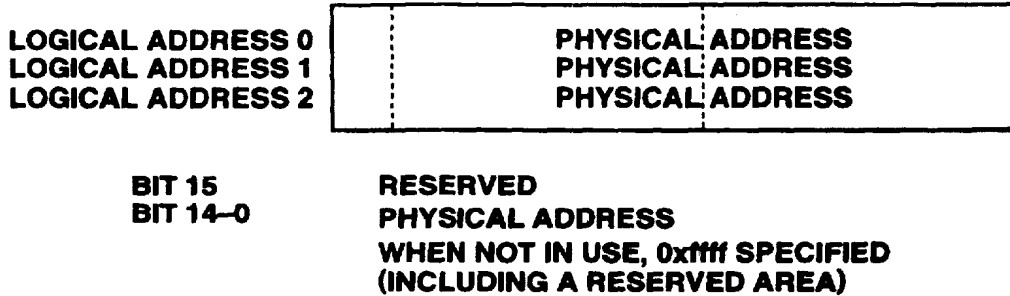 LOGICAL ADDRESS 0 PHYSICAL ADDRESS
LOGICAL ADDRESS 1 PHYSICAL ADDRESS
LOGICAL ADDRESS 2 PHYSICAL ADDRESS
BIT 15 RESERVED
BIT 14–0 PHYSICAL ADDRESS
WHEN NOT IN USE, 0xffff SPECIFIED
(INCLUDING A RESERVED AREA)